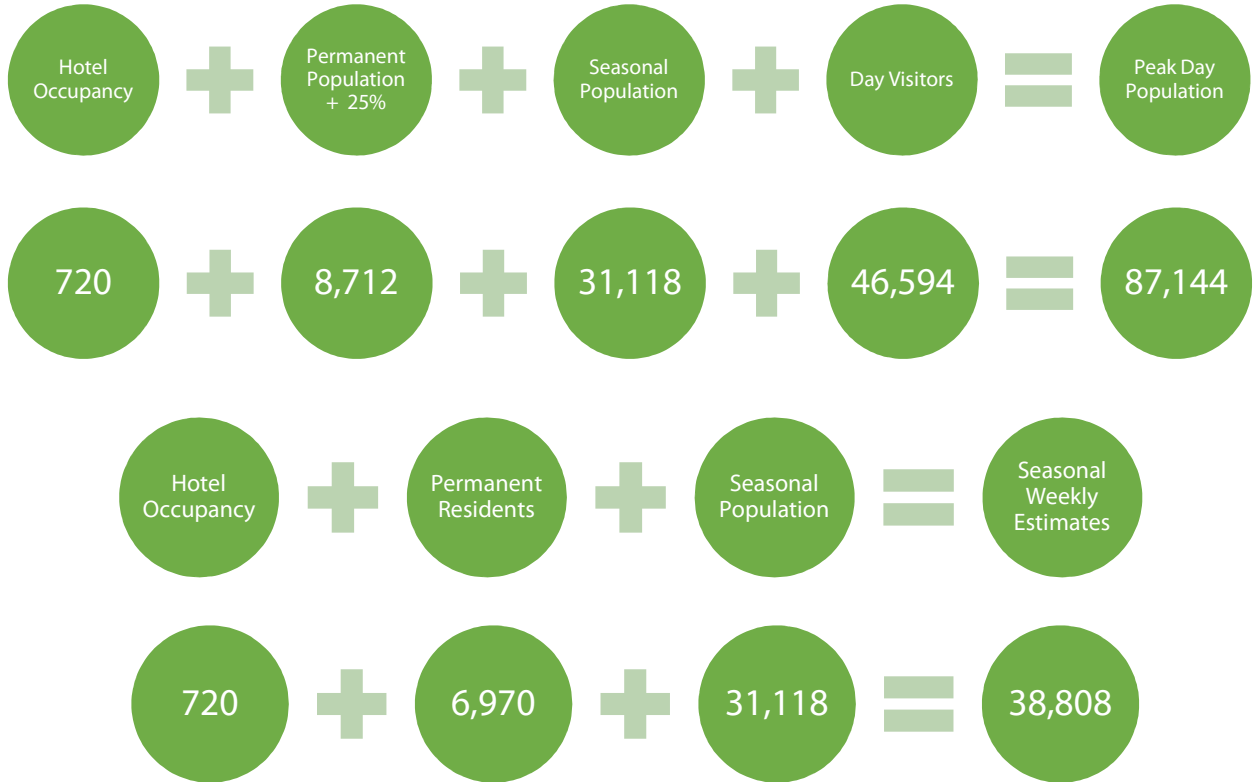 Hotel
Occupancy
Permanent
Population
+ 25%
Seasonal
Population
Day Visitors
Peak Day
Population
720
8,712
31,118
46,594
87,144
Hotel
Occupancy
Permanent
Residents
Seasonal
Population
Seasonal
Weekly
Estimates
720
6,970
31,118
38,808